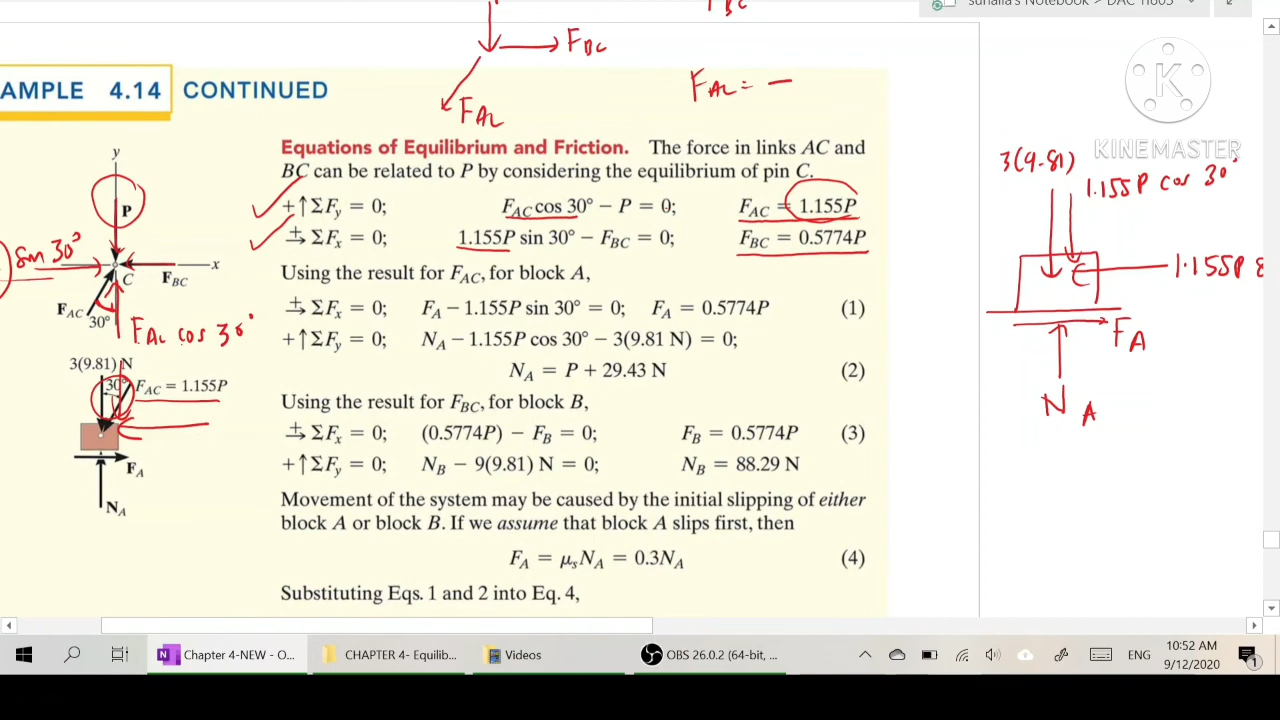 suhaila's Notebook > DAC 11803
F_BC
F_BC
F_AC
F_AC = –
AMPLE 4.14 CONTINUED
Equations of Equilibrium and Friction. The force in links AC and
BC can be related to P by considering the equilibrium of pin C.
+↑ΣF_y = 0; F_AC cos 30° − P = 0; F_AC = 1.155P
→+ ΣF_x = 0; 1.155P sin 30° − F_BC = 0; F_BC = 0.5774P
Using the result for F_AC, for block A,
→+ ΣF_x = 0; F_A − 1.155P sin 30° = 0; F_A = 0.5774P (1)
+↑ΣF_y = 0; N_A − 1.155P cos 30° − 3(9.81 N) = 0;
N_A = P + 29.43 N (2)
Using the result for F_BC, for block B,
→+ ΣF_x = 0; (0.5774P) − F_B = 0; F_B = 0.5774P (3)
+↑ΣF_y = 0; N_B − 9(9.81) N = 0; N_B = 88.29 N
Movement of the system may be caused by the initial slipping of either
block A or block B. If we assume that block A slips first, then
F_A = μ_s N_A = 0.3N_A (4)
Substituting Eqs. 1 and 2 into Eq. 4,
y
P
sin 30°
x
C
F_BC
F_AC
30°
F_AC cos 30°
3(9.81) N
30°
F_AC = 1.155P
F_A
N_A
K
KINEMASTER
3(9.81)
1.155P cos 30°
1.155P
F_A
N_A
Chapter 4-NEW - O...
CHAPTER 4- Equilib...
Videos
OBS 26.0.2 (64-bit, ...
ENG
10:52 AM
9/12/2020
1